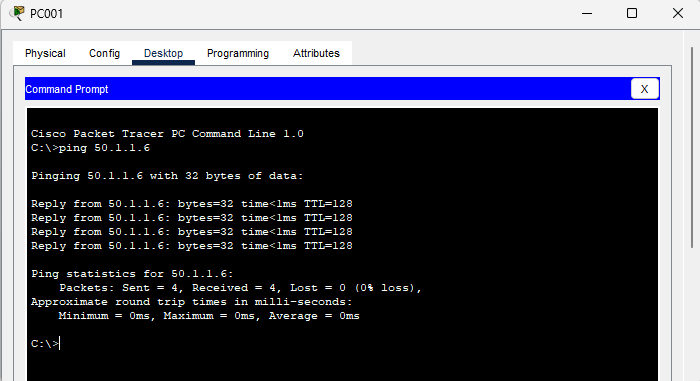 PC001
Physical Config Desktop Programming Attributes
Command Prompt X
Cisco Packet Tracer PC Command Line 1.0
C:\>ping 50.1.1.6
Pinging 50.1.1.6 with 32 bytes of data:
Reply from 50.1.1.6: bytes=32 time<1ms TTL=128
Reply from 50.1.1.6: bytes=32 time<1ms TTL=128
Reply from 50.1.1.6: bytes=32 time<1ms TTL=128
Reply from 50.1.1.6: bytes=32 time<1ms TTL=128
Ping statistics for 50.1.1.6:
    Packets: Sent = 4, Received = 4, Lost = 0 (0% loss),
Approximate round trip times in milli-seconds:
    Minimum = 0ms, Maximum = 0ms, Average = 0ms
C:\>